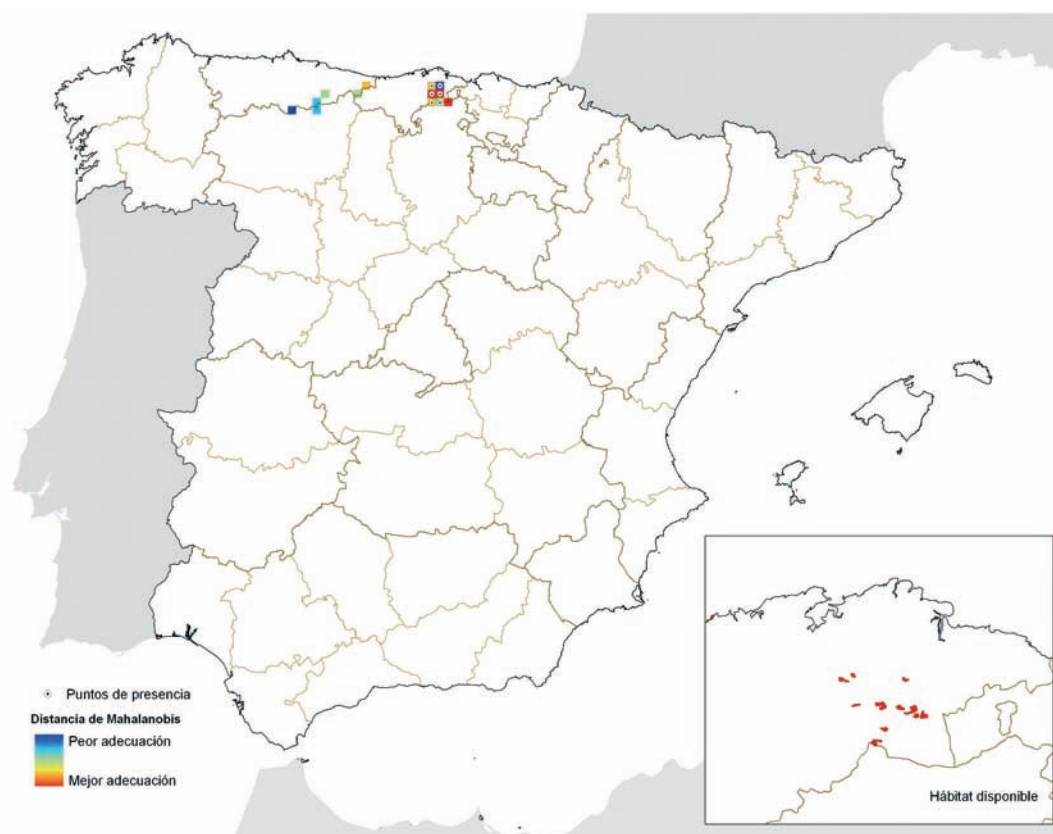 Puntos de presencia
Distancia de Mahalanobis
Peor adecuación
Mejor adecuación
Hábitat disponible